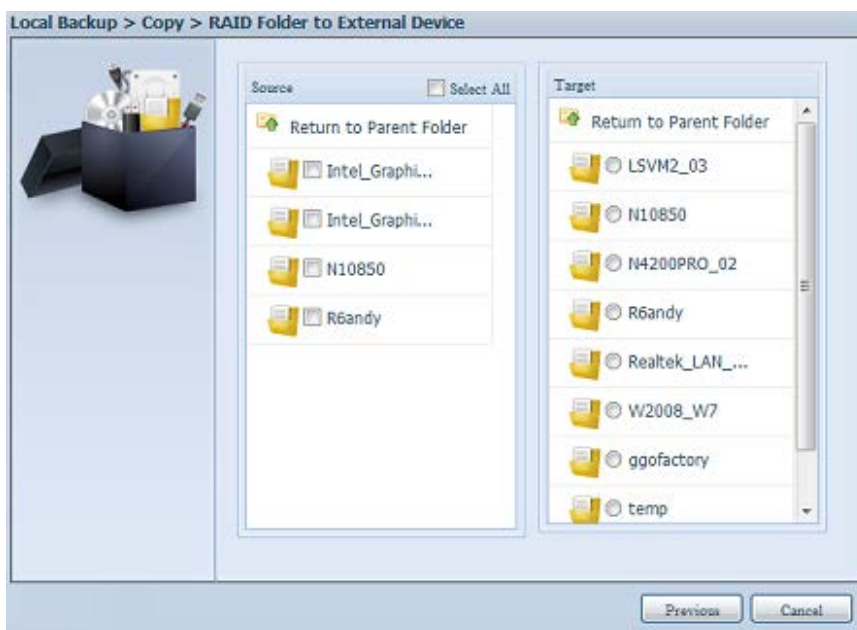 Local Backup > Copy > RAID Folder to External Device
Source
Select All
Return to Parent Folder
Intel_Graphi...
Intel_Graphi...
N10850
R6andy
Target
Return to Parent Folder
LSVM2_03
N10850
N4200PRO_02
R6andy
Realtek_LAN_...
W2008_W7
ggofactory
temp
Previous
Cancel